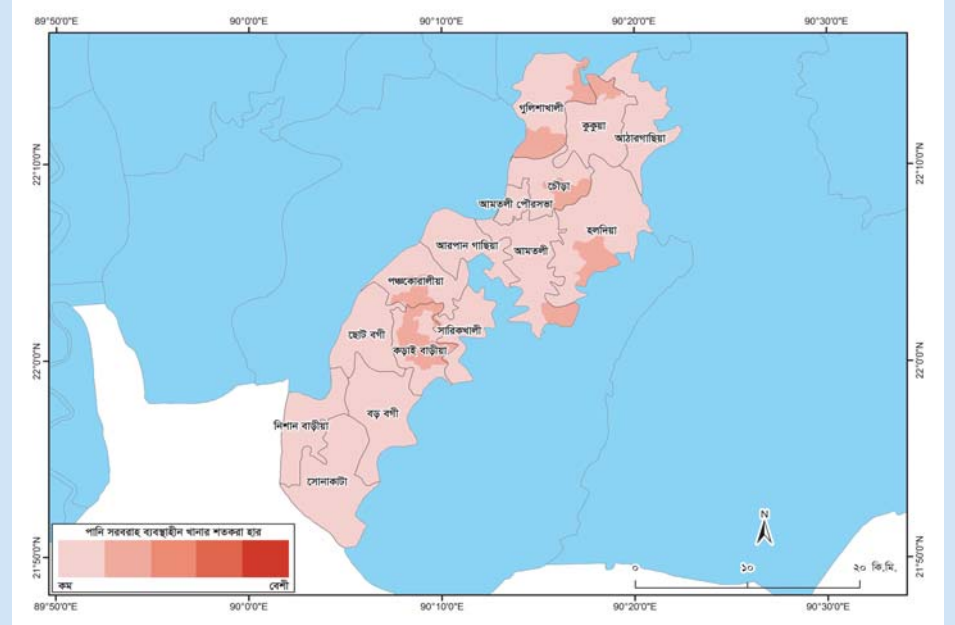 89°50'0"E 90°0'0"E 90°10'0"E 90°20'0"E 90°30'0"E
গুলিশাখালী
কুকুয়া
আঠারগাছিয়া
22°10'0"N 22°10'0"N
চৌড়া
আমতলী পৌরসভা
হলদিয়া
আরপান গাছিয়া
আমতলী
পঞ্চকোরালীয়া
ছোট বগী
সারিকখালী
কড়াই বাড়ীয়া
22°0'0"N 22°0'0"N
বড় বগী
নিশান বাড়ীয়া
সোনাকাটা
পানি সরবরাহ ব্যবস্থাহীন খানার শতকরা হার
কম বেশী
N
০ ১০ ২০ কি.মি.
21°50'0"N 21°50'0"N
89°50'0"E 90°0'0"E 90°10'0"E 90°20'0"E 90°30'0"E